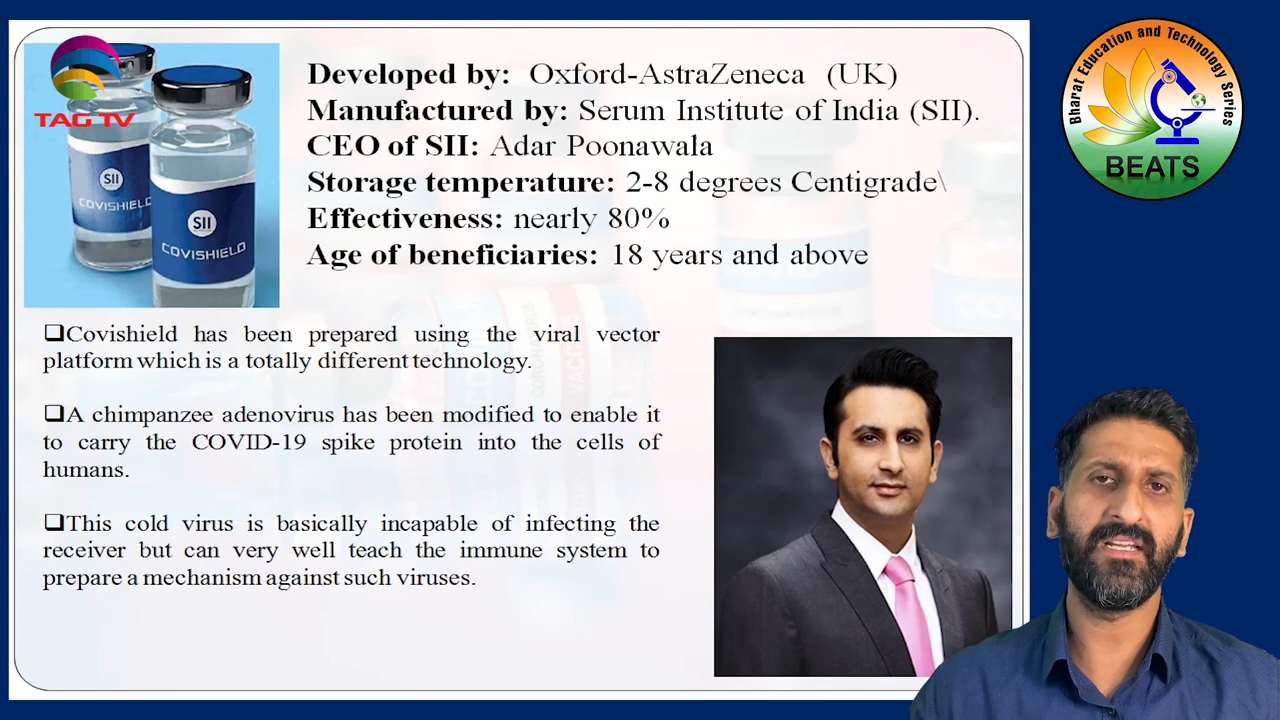 TAG TV
SII
COVISHIELD
SII
COVISHIELD
Developed by: Oxford-AstraZeneca (UK)
Manufactured by: Serum Institute of India (SII).
CEO of SII: Adar Poonawala
Storage temperature: 2-8 degrees Centigrade\
Effectiveness: nearly 80%
Age of beneficiaries: 18 years and above
❑Covishield has been prepared using the viral vector
platform which is a totally different technology.
❑A chimpanzee adenovirus has been modified to enable it
to carry the COVID-19 spike protein into the cells of
humans.
❑This cold virus is basically incapable of infecting the
receiver but can very well teach the immune system to
prepare a mechanism against such viruses.
CORONAVIRUS
VACCINE
Bharat Education and Technology Series
BEATS